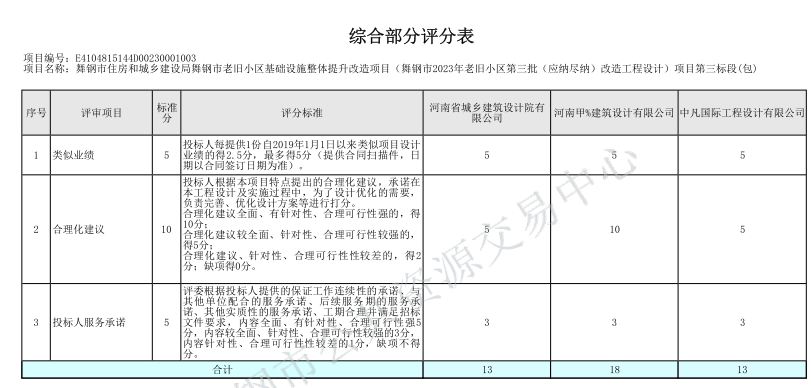 综合部分评分表
项目编号：E4104815144D00230001003
项目名称：舞钢市住房和城乡建设局舞钢市老旧小区基础设施整体提升改造项目（舞钢市2023年老旧小区第三批（应纳尽纳）改造工程设计）项目第三标段(包)
序号 评审项目 标准分 评分标准 河南省城乡建筑设计院有限公司 河南甲%建筑设计有限公司 中凡国际工程设计有限公司
1 类似业绩 5
投标人每提供1份自2019年1月1日以来类似项目设计
业绩的得2.5分，最多得5分（提供合同扫描件，日
期以合同签订日期为准）。
5 5 5
2 合理化建议 10
投标人根据本项目特点提出的合理化建议，承诺在
本工程设计及实施过程中，为了设计优化的需要，
负责完善、优化设计方案等进行打分。
合理化建议全面、有针对性、合理可行性强的，得
10分；
合理化建议较全面、针对性、合理可行性较强的，
得5分；
合理化建议、针对性、合理可行性性较差的，得2
分；缺项得0分。
5 10 5
3 投标人服务承诺 5
评委根据投标人提供的保证工作连续性的承诺、与
其他单位配合的服务承诺、后续服务期的服务承
诺、其他实质性的服务承诺、工期合理并满足招标
文件要求，内容全面、有针对性、合理可行性强5
分，内容较全面、针对性、合理可行性较强的3分，
内容针对性、合理可行性性较差的1分，缺项不得
分。
3 3 3
合计 13 18 13
钢市公共资源交易中心